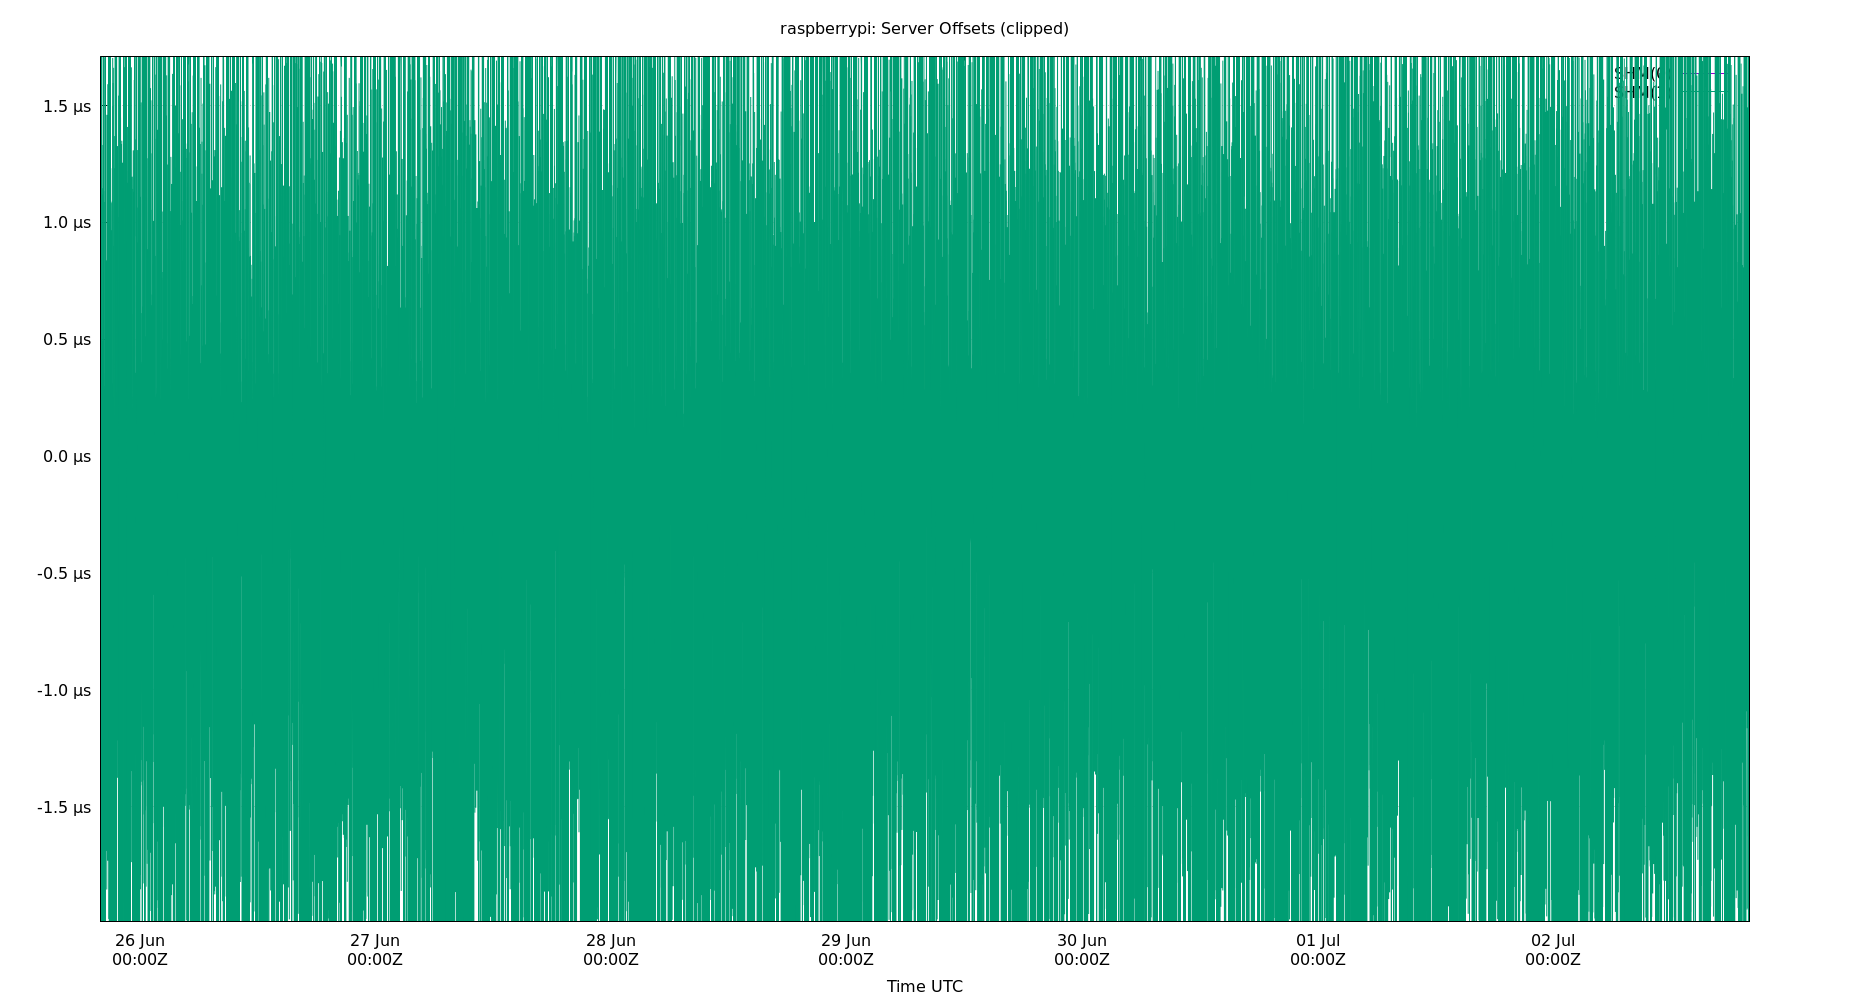 raspberrypi: Server Offsets (clipped)
1.5 µs
1.0 µs
0.5 µs
0.0 µs
-0.5 µs
-1.0 µs
-1.5 µs
26 Jun 27 Jun 28 Jun 29 Jun 30 Jun 01 Jul 02 Jul
00:00Z 00:00Z 00:00Z 00:00Z 00:00Z 00:00Z 00:00Z
Time UTC